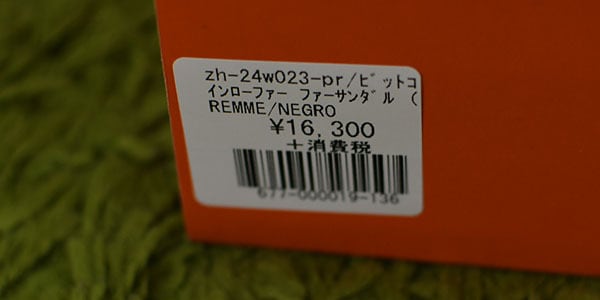 zh-24w023-pr/ﾋﾞｯﾄｺ
ｲﾝﾛｰﾌｧｰ ﾌｧｰｻﾝﾀﾞﾙ (
REMME/NEGRO
¥16,300
+消費税
677-000019-136